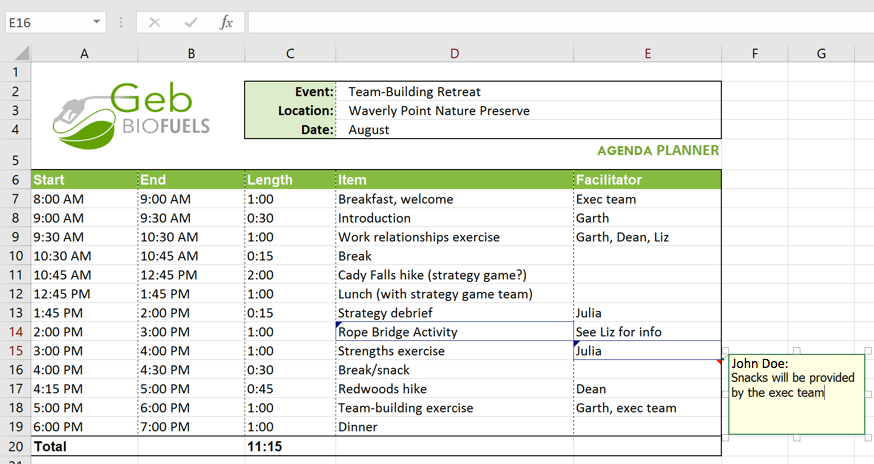 E16 fx
A B C D E F G
1
2 Event: Team-Building Retreat
3 Location: Waverly Point Nature Preserve
4 Date: August
Geb
BIOFUELS
5 AGENDA PLANNER
6 Start End Length Item Facilitator
7 8:00 AM 9:00 AM 1:00 Breakfast, welcome Exec team
8 9:00 AM 9:30 AM 0:30 Introduction Garth
9 9:30 AM 10:30 AM 1:00 Work relationships exercise Garth, Dean, Liz
10 10:30 AM 10:45 AM 0:15 Break
11 10:45 AM 12:45 PM 2:00 Cady Falls hike (strategy game?)
12 12:45 PM 1:45 PM 1:00 Lunch (with strategy game team)
13 1:45 PM 2:00 PM 0:15 Strategy debrief Julia
14 2:00 PM 3:00 PM 1:00 Rope Bridge Activity See Liz for info
15 3:00 PM 4:00 PM 1:00 Strengths exercise Julia
16 4:00 PM 4:30 PM 0:30 Break/snack
17 4:15 PM 5:00 PM 0:45 Redwoods hike Dean
18 5:00 PM 6:00 PM 1:00 Team-building exercise Garth, exec team
19 6:00 PM 7:00 PM 1:00 Dinner
20 Total 11:15
John Doe:
Snacks will be provided
by the exec team